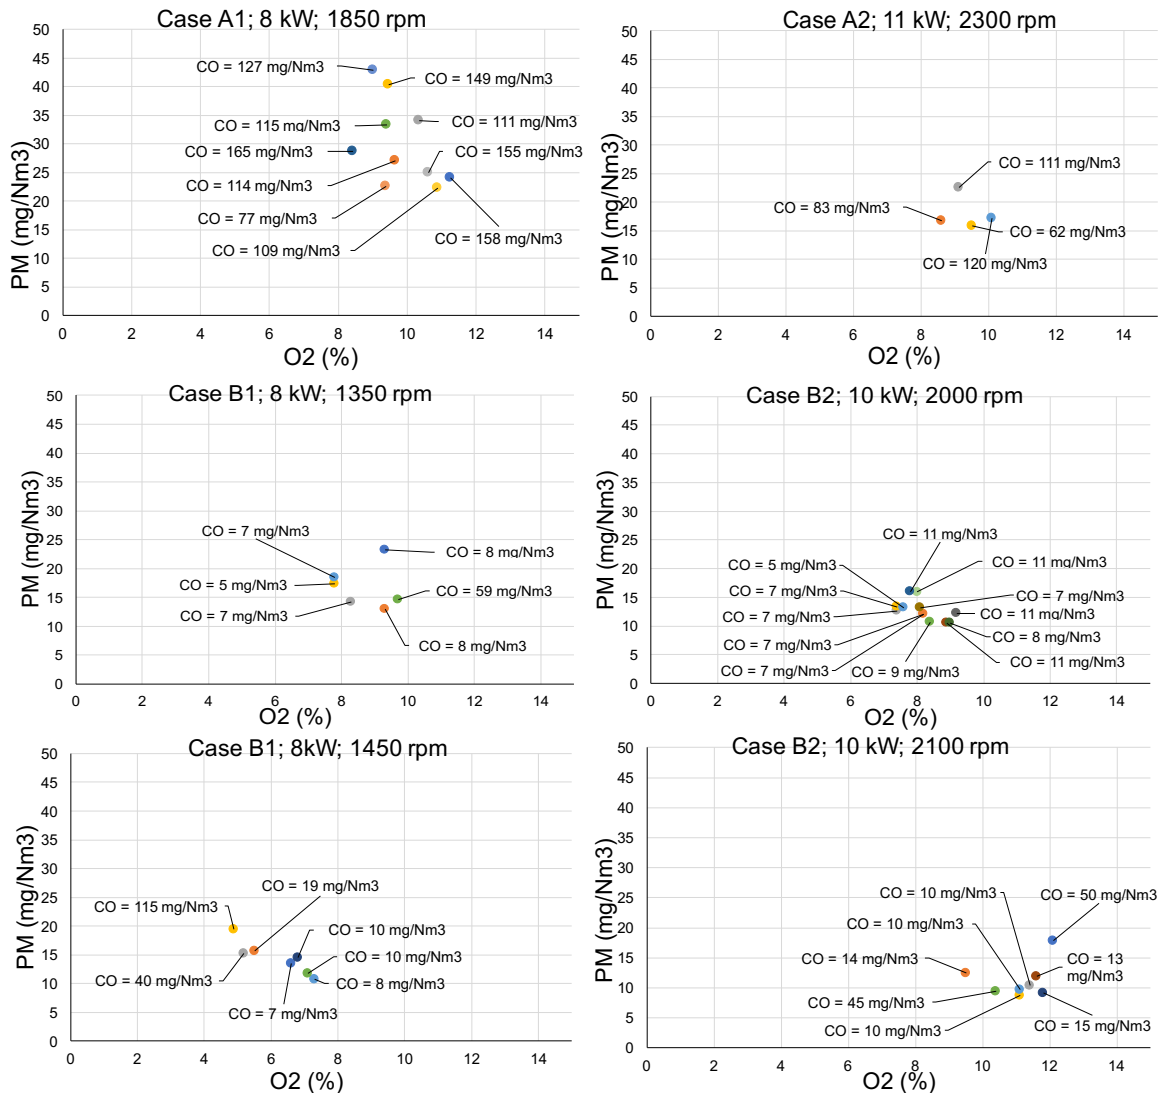 Case A1; 8 kW; 1850 rpm
50
45
40
35
30
25
20
15
10
5
0
PM (mg/Nm3)
CO = 127 mg/Nm3
CO = 149 mg/Nm3
CO = 115 mg/Nm3
CO = 111 mg/Nm3
CO = 165 mg/Nm3
CO = 155 mg/Nm3
CO = 114 mg/Nm3
CO = 77 mg/Nm3
CO = 158 mg/Nm3
CO = 109 mg/Nm3
0 2 4 6 8 10 12 14
O2 (%)
Case A2; 11 kW; 2300 rpm
50
45
40
35
30
25
20
15
10
5
0
PM (mg/Nm3)
CO = 111 mg/Nm3
CO = 83 mg/Nm3
CO = 62 mg/Nm3
CO = 120 mg/Nm3
0 2 4 6 8 10 12 14
O2 (%)
Case B1; 8 kW; 1350 rpm
50
45
40
35
30
25
20
15
10
5
0
PM (mg/Nm3)
CO = 7 mg/Nm3
CO = 8 mg/Nm3
CO = 5 mg/Nm3
CO = 59 mg/Nm3
CO = 7 mg/Nm3
CO = 8 mg/Nm3
0 2 4 6 8 10 12 14
O2 (%)
Case B2; 10 kW; 2000 rpm
50
45
40
35
30
25
20
15
10
5
0
PM (mg/Nm3)
CO = 11 mg/Nm3
CO = 5 mg/Nm3
CO = 11 mg/Nm3
CO = 7 mg/Nm3
CO = 7 mg/Nm3
CO = 7 mg/Nm3
CO = 11 mg/Nm3
CO = 7 mg/Nm3
CO = 8 mg/Nm3
CO = 7 mg/Nm3
CO = 9 mg/Nm3
CO = 11 mg/Nm3
0 2 4 6 8 10 12 14
O2 (%)
Case B1; 8kW; 1450 rpm
50
45
40
35
30
25
20
15
10
5
0
PM (mg/Nm3)
CO = 19 mg/Nm3
CO = 115 mg/Nm3
CO = 10 mg/Nm3
CO = 10 mg/Nm3
CO = 40 mg/Nm3
CO = 8 mg/Nm3
CO = 7 mg/Nm3
0 2 4 6 8 10 12 14
O2 (%)
Case B2; 10 kW; 2100 rpm
50
45
40
35
30
25
20
15
10
5
0
PM (mg/Nm3)
CO = 10 mg/Nm3
CO = 50 mg/Nm3
CO = 10 mg/Nm3
CO = 14 mg/Nm3
CO = 13
mg/Nm3
CO = 45 mg/Nm3
CO = 10 mg/Nm3
CO = 15 mg/Nm3
0 2 4 6 8 10 12 14
O2 (%)